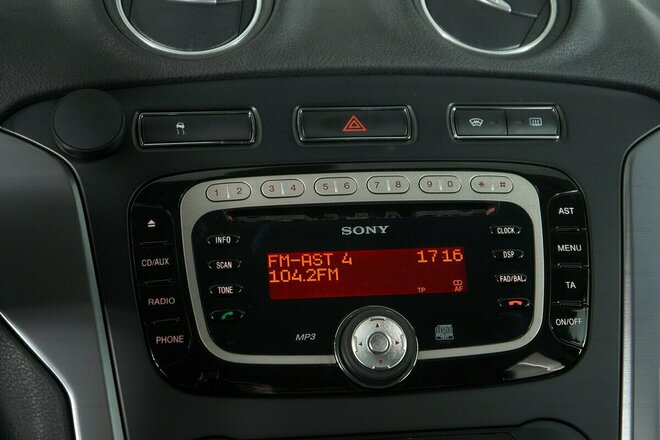 1 2 3 4 5 6 7 8 9 0 * #
SONY
INFO
SCAN
TONE
CD/AUX
RADIO
PHONE
FM-AST 4 1716
104.2FM
TP AF
CLOCK
DSP
FAD/BAL
AST
MENU
TA
ON/OFF
MP3